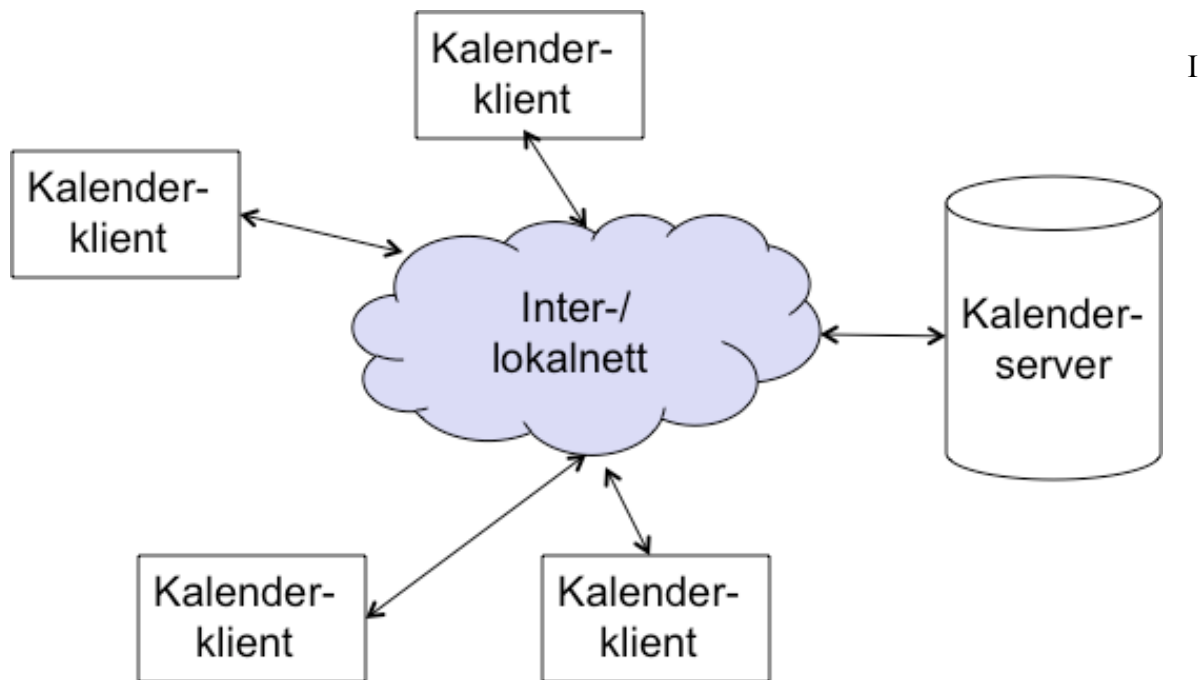 Kalender-
klient
I
Kalender-
klient
Inter-/
lokalnett
Kalender-
server
Kalender-
klient
Kalender-
klient